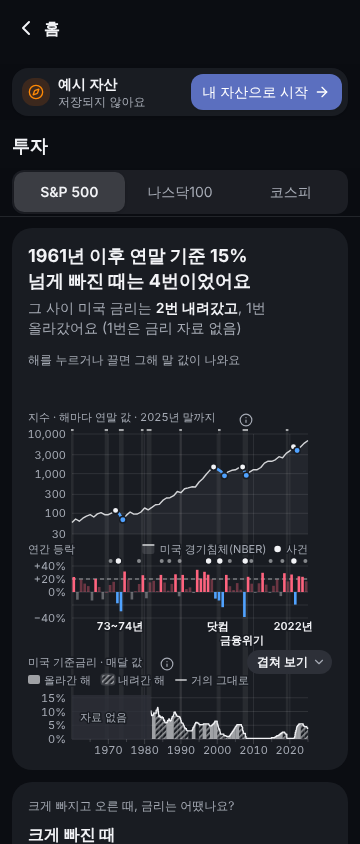 홈
예시 자산
저장되지 않아요
내 자산으로 시작
투자
S&P 500
나스닥100
코스피
1961년 이후 연말 기준 15%
넘게 빠진 때는 4번이었어요
그 사이 미국 금리는 2번 내려갔고, 1번
올라갔어요 (1번은 금리 자료 없음)
해를 누르거나 끌면 그해 말 값이 나와요
지수 · 해마다 연말 값 · 2025년 말까지
10,000
3,000
1,000
300
100
30
연간 등락
미국 경기침체(NBER)
사건
+40%
+20%
0%
−40%
73~74년
닷컴
금융위기
2022년
미국 기준금리 · 매달 값
겹쳐 보기
올라간 해
내려간 해
거의 그대로
15%
10%
5%
0%
자료 없음
1970 1980 1990 2000 2010 2020
크게 빠지고 오른 때, 금리는 어땠나요?
크게 빠진 때